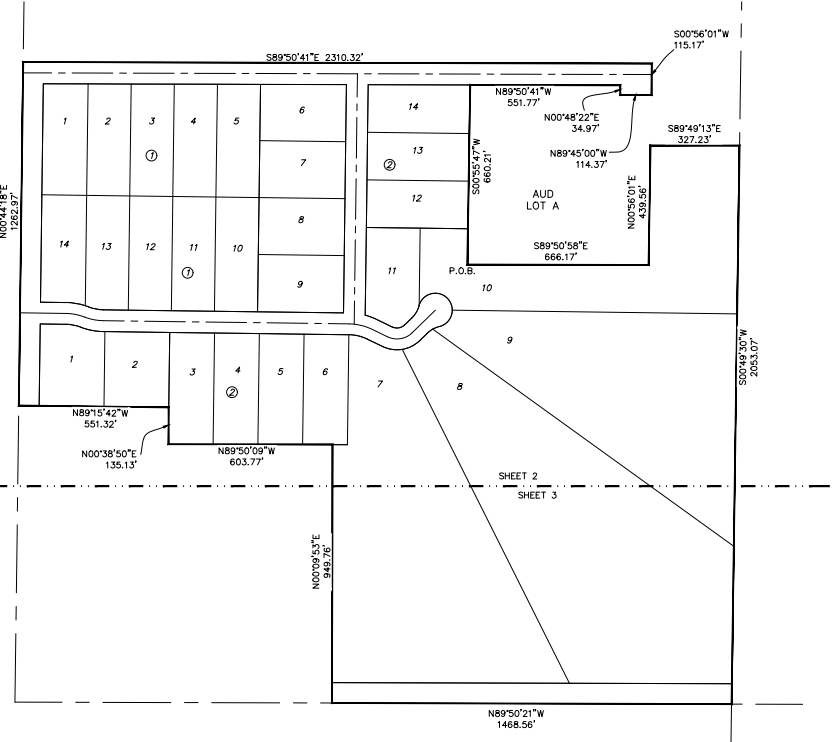 S00°56'01"W
115.17'
S89°50'41"E 2310.32'
N89°50'41"W
551.77'
N00°48'22"E
34.97'
S89°49'13"E
327.23'
N89°45'00"W
114.37'
1
2
3
4
5
6
14
①
7
②
13
S00°55'47"W
660.21'
AUD
LOT A
N00°56'01"E
439.56'
N00°44'18"E
1262.97'
8
12
14
13
12
11
10
①
9
11
S89°50'58"E
666.17'
P.O.B.
10
9
S00°49'30"W
2053.07'
1
2
3
4
②
5
6
7
8
N89°15'42"W
551.32'
N00°38'50"E
135.13'
N89°50'09"W
603.77'
SHEET 2
SHEET 3
N00°09'53"E
949.76'
N89°50'21"W
1468.56'